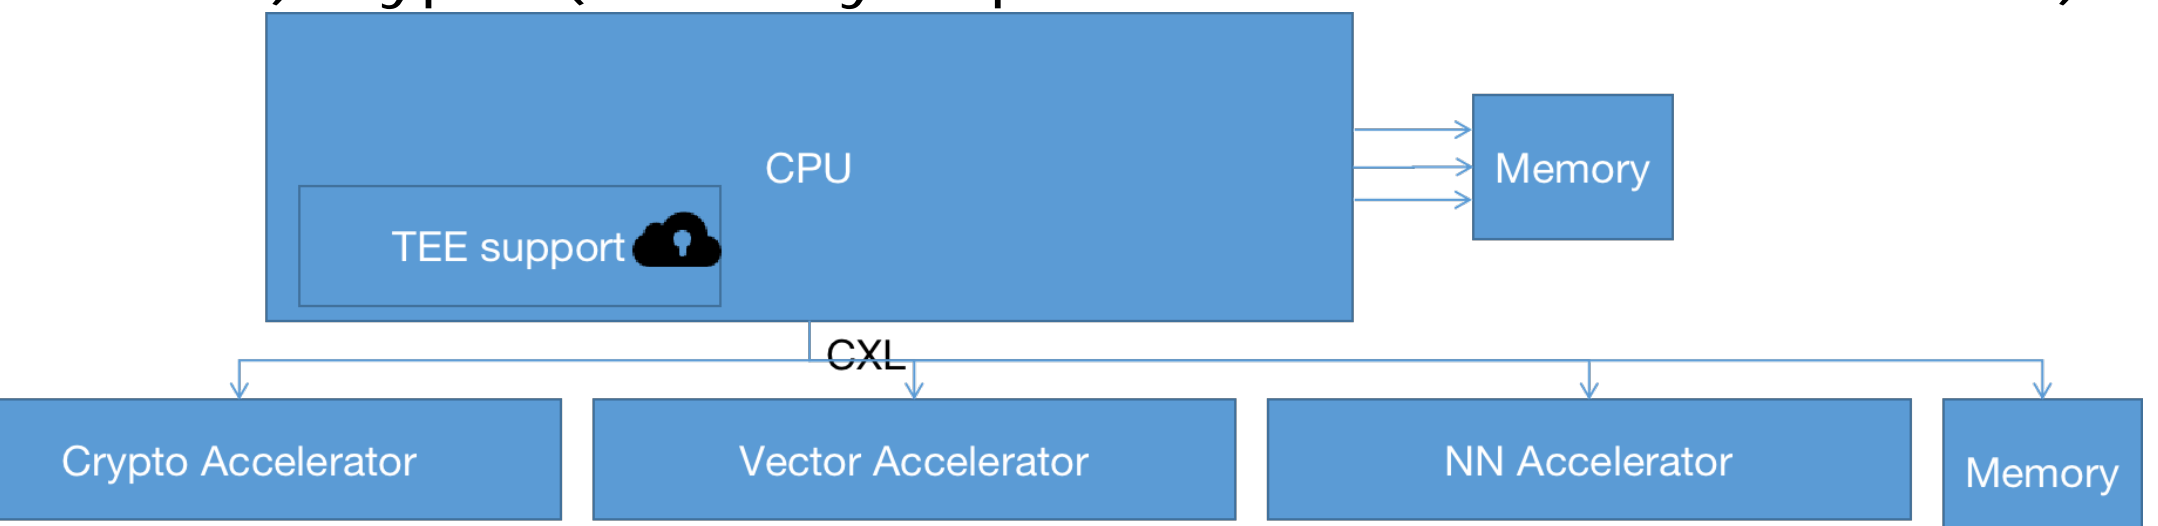 CPU
Memory
TEE support
CXL
Crypto Accelerator
Vector Accelerator
NN Accelerator
Memory